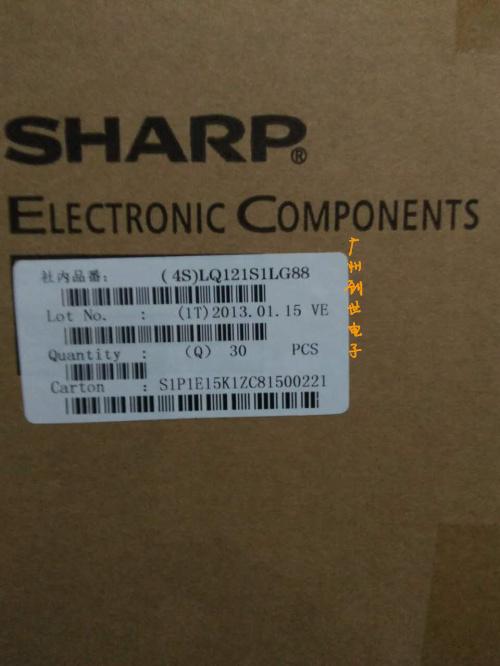 SHARP®
ELECTRONIC COMPONENTS
社内品番: (4S)LQ121S1LG88
Lot No. : (1T)2013.01.15 VE
Quantity : (Q) 30 PCS
Carton : S1P1E15K1ZC81500221
广州创世电子